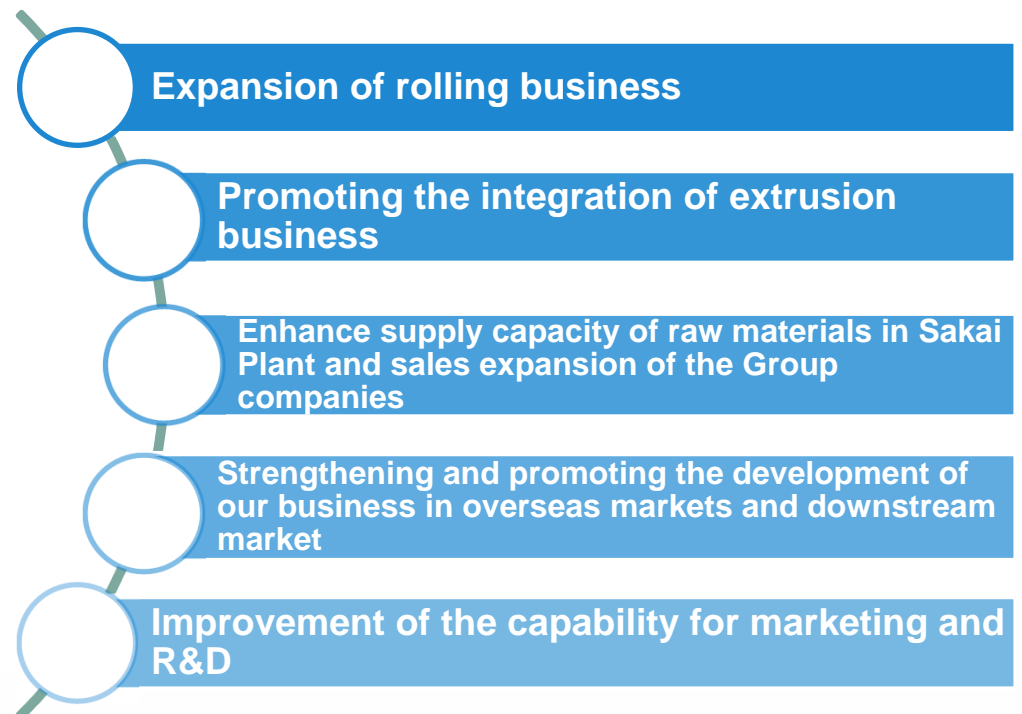 Expansion of rolling business
Promoting the integration of extrusion
business
Enhance supply capacity of raw materials in Sakai
Plant and sales expansion of the Group
companies
Strengthening and promoting the development of
our business in overseas markets and downstream
market
Improvement of the capability for marketing and
R&D